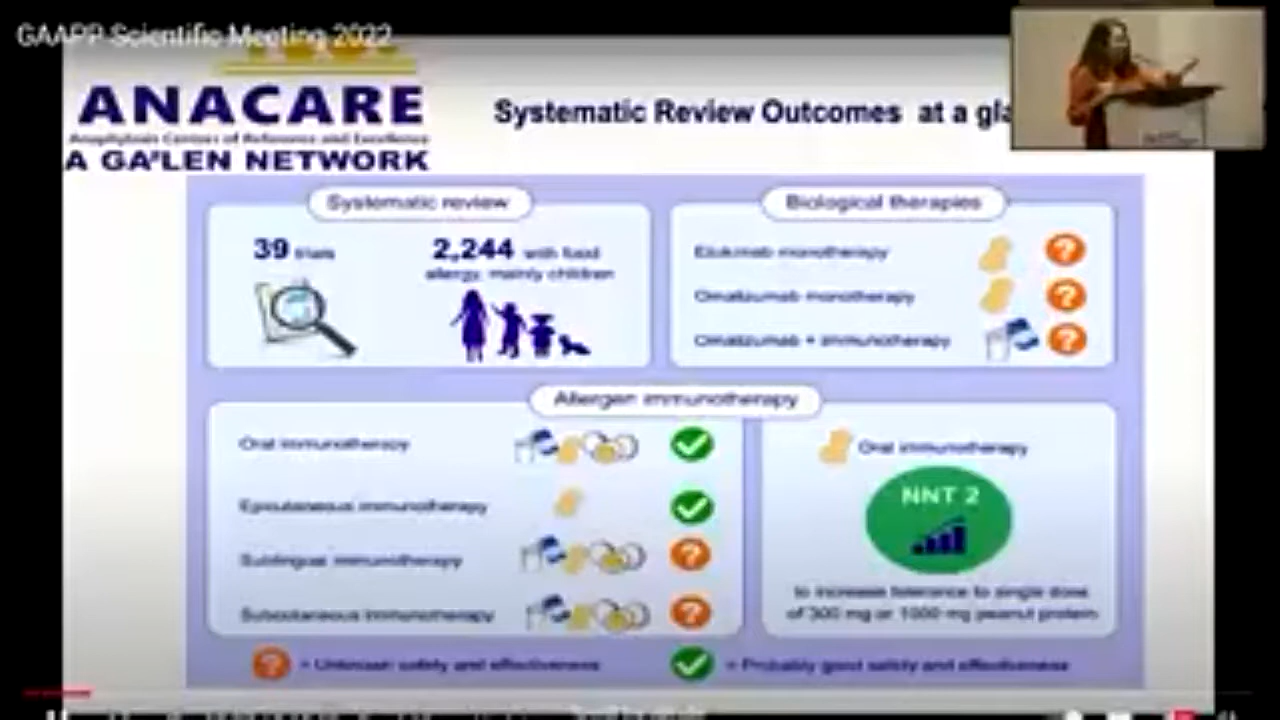 GAAPP Scientific Meeting 2022
ANACARE
Anaphylaxis Centers of Reference and Excellence
A GA²LEN NETWORK
Systematic Review Outcomes at a gla
Systematic review
39 trials
2,244 with food
allergy, mainly children
Biological therapies
Etokimab monotherapy
Omalizumab monotherapy
Omalizumab + immunotherapy
Allergen immunotherapy
Oral immunotherapy
Epicutaneous immunotherapy
Sublingual immunotherapy
Subcutaneous immunotherapy
Oral immunotherapy
NNT 2
to increase tolerance to single dose
of 300 mg or 1000 mg peanut protein
? = Unknown safety and effectiveness
= Probably good safety and effectiveness